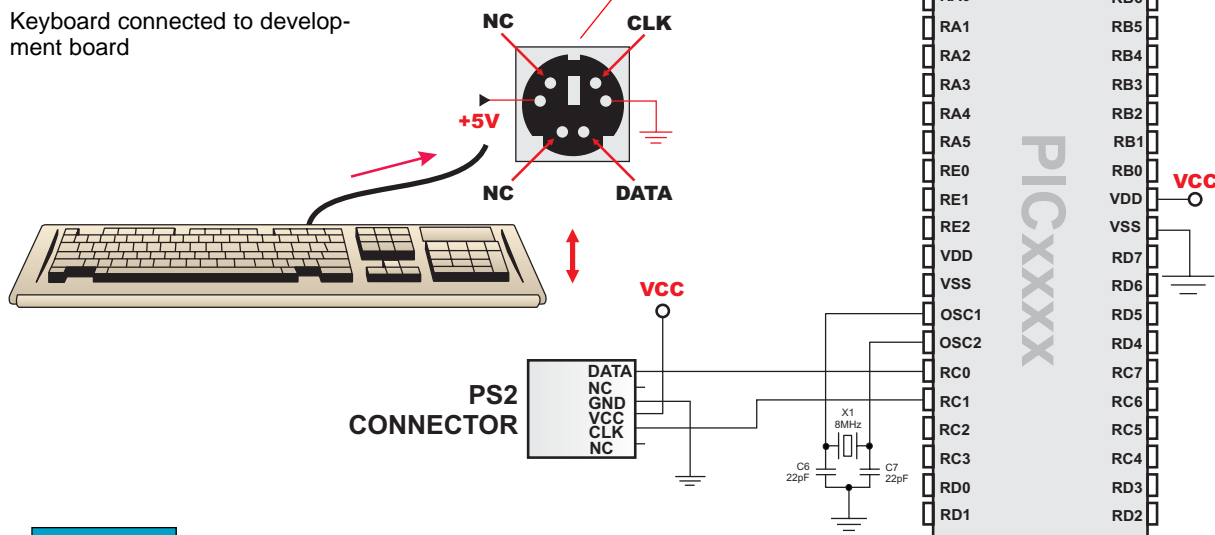 Keyboard connected to develop-
ment board
NC
CLK
+5V
NC
DATA
VCC
PS2
CONNECTOR
DATA
NC
GND
VCC
CLK
NC
X1
8MHz
C6
22pF
C7
22pF
RA1
RA2
RA3
RA4
RA5
RE0
RE1
RE2
VDD
VSS
OSC1
OSC2
RC0
RC1
RC2
RC3
RD0
RD1
PICxxxx
RB5
RB4
RB3
RB2
RB1
RB0
VDD
VSS
RD7
RD6
RD5
RD4
RC7
RC6
RC5
RC4
RD3
RD2
VCC